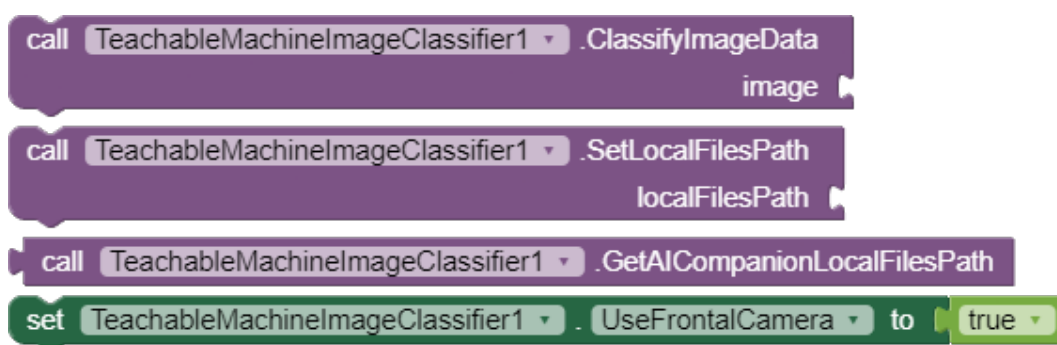 call TeachableMachineImageClassifier1 .ClassifyImageData
image
call TeachableMachineImageClassifier1 .SetLocalFilesPath
localFilesPath
call TeachableMachineImageClassifier1 .GetAICompanionLocalFilesPath
set TeachableMachineImageClassifier1 . UseFrontalCamera to true